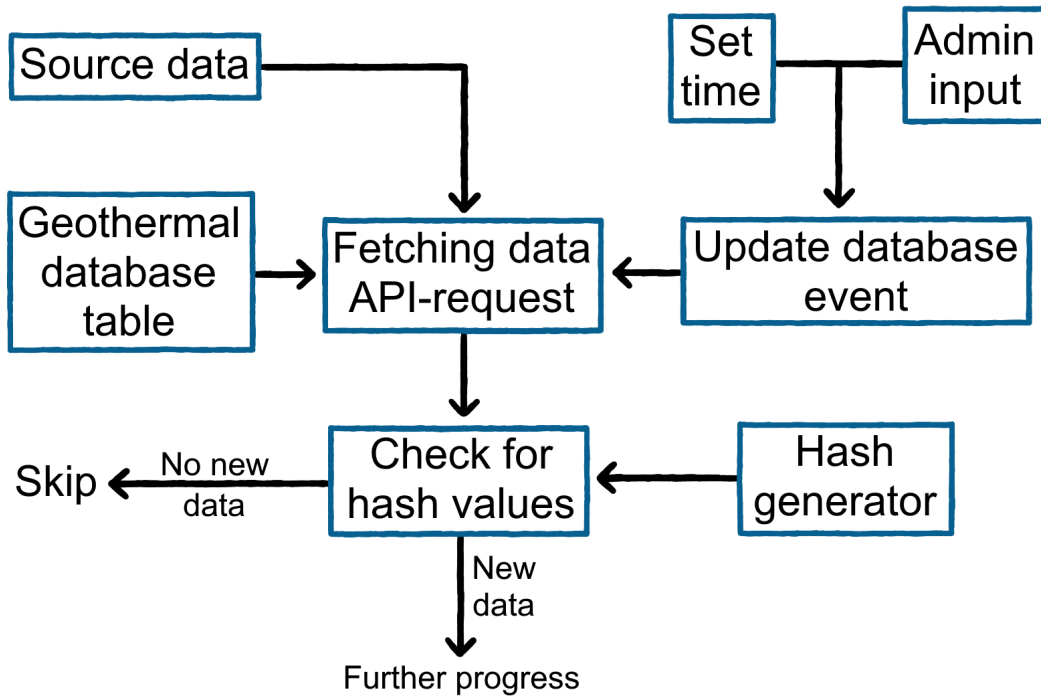 Source data
Set
time
Admin
input
Geothermal
database
table
Fetching data
API-request
Update database
event
Skip
No new
data
Check for
hash values
Hash
generator
New
data
Further progress